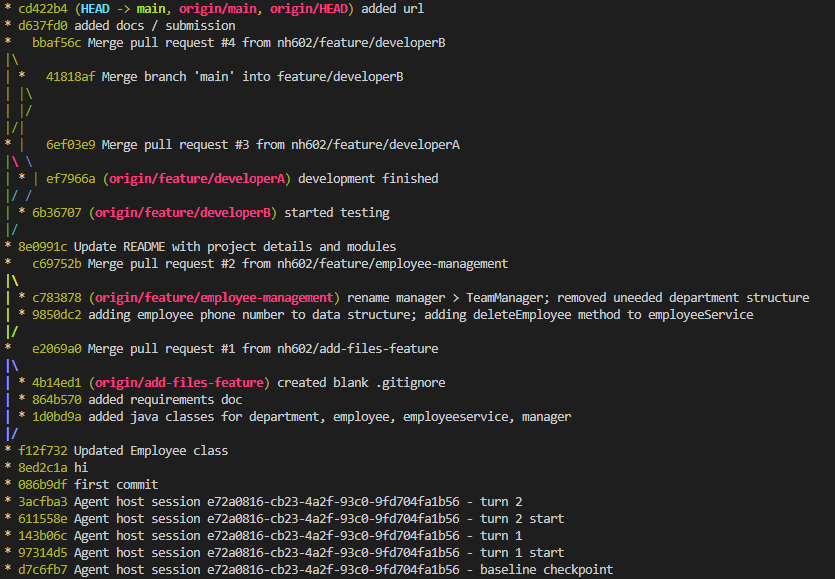 * cd422b4 (HEAD -> main, origin/main, origin/HEAD) added url
* d637fd0 added docs / submission
*   bbaf56c Merge pull request #4 from nh602/feature/developerB
|\
| *   41818af Merge branch 'main' into feature/developerB
| |\
| |/
|/|
* |   6ef03e9 Merge pull request #3 from nh602/feature/developerA
|\ \
| * | ef7966a (origin/feature/developerA) development finished
|/ /
| * 6b36707 (origin/feature/developerB) started testing
|/
* 8e0991c Update README with project details and modules
*   c69752b Merge pull request #2 from nh602/feature/employee-management
|\
| * c783878 (origin/feature/employee-management) rename manager > TeamManager; removed uneeded department structure
| * 9850dc2 adding employee phone number to data structure; adding deleteEmployee method to employeeService
|/
*   e2069a0 Merge pull request #1 from nh602/add-files-feature
|\
| * 4b14ed1 (origin/add-files-feature) created blank .gitignore
| * 864b570 added requirements doc
| * 1d0bd9a added java classes for department, employee, employeeservice, manager
|/
* f12f732 Updated Employee class
* 8ed2c1a hi
* 086b9df first commit
* 3acfba3 Agent host session e72a0816-cb23-4a2f-93c0-9fd704fa1b56 - turn 2
* 611558e Agent host session e72a0816-cb23-4a2f-93c0-9fd704fa1b56 - turn 2 start
* 143b06c Agent host session e72a0816-cb23-4a2f-93c0-9fd704fa1b56 - turn 1
* 97314d5 Agent host session e72a0816-cb23-4a2f-93c0-9fd704fa1b56 - turn 1 start
* d7c6fb7 Agent host session e72a0816-cb23-4a2f-93c0-9fd704fa1b56 - baseline checkpoint